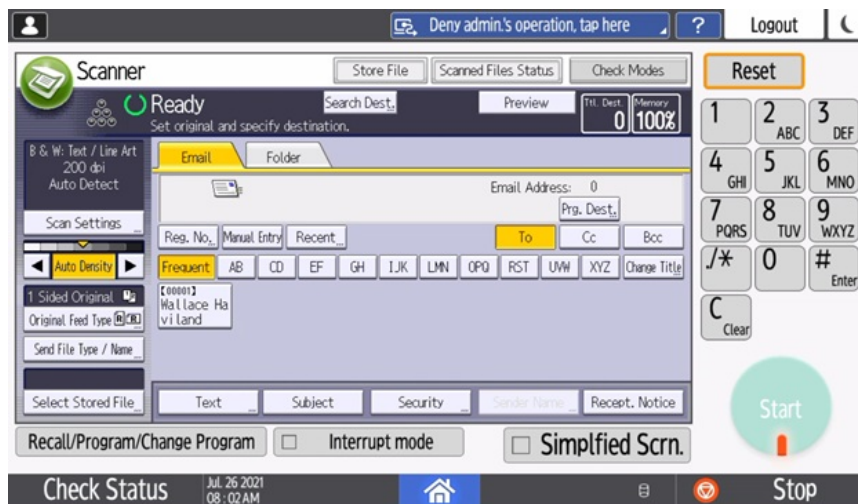 Deny admin.'s operation, tap here
?
Logout
Scanner
Store File
Scanned Files Status
Check Modes
Reset
Ready
Search Dest.
Preview
Ttl. Dest.
0
Memory
100%
Set original and specify destination.
B & W: Text / Line Art
200 dpi
Auto Detect
Email
Folder
Email Address: 0
Prg. Dest.
Scan Settings
Reg. No.
Manual Entry
Recent
To
Cc
Bcc
Auto Density
Frequent
AB
CD
EF
GH
IJK
LMN
OPQ
RST
UVW
XYZ
Change Title
1 Sided Original
[00001]
Wallace Ha
viland
Original Feed Type
Send File Type / Name
Select Stored File
Text
Subject
Security
Sender Name
Recept. Notice
1
2 ABC
3 DEF
4 GHI
5 JKL
6 MNO
7 PQRS
8 TUV
9 WXYZ
./*
0
# Enter
C Clear
Start
Recall/Program/Change Program
Interrupt mode
Simplfied Scrn.
Check Status
JUL 26 2021
08:02 AM
Stop